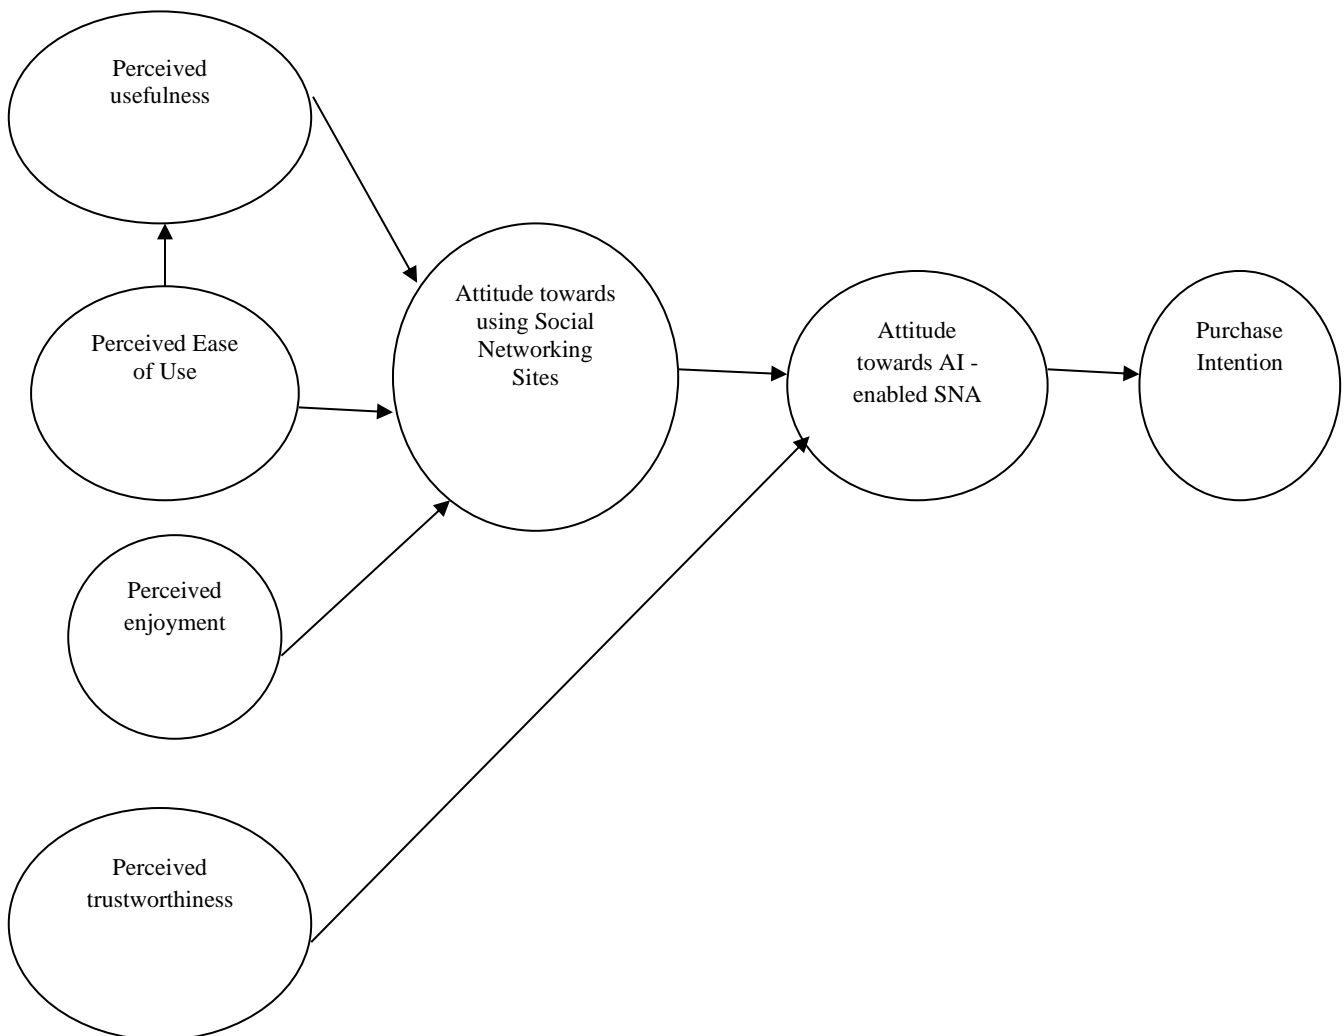 Perceived
usefulness
Perceived Ease
of Use
Perceived
enjoyment
Perceived
trustworthiness
Attitude towards
using Social
Networking
Sites
Attitude
towards AI -
enabled SNA
Purchase
Intention